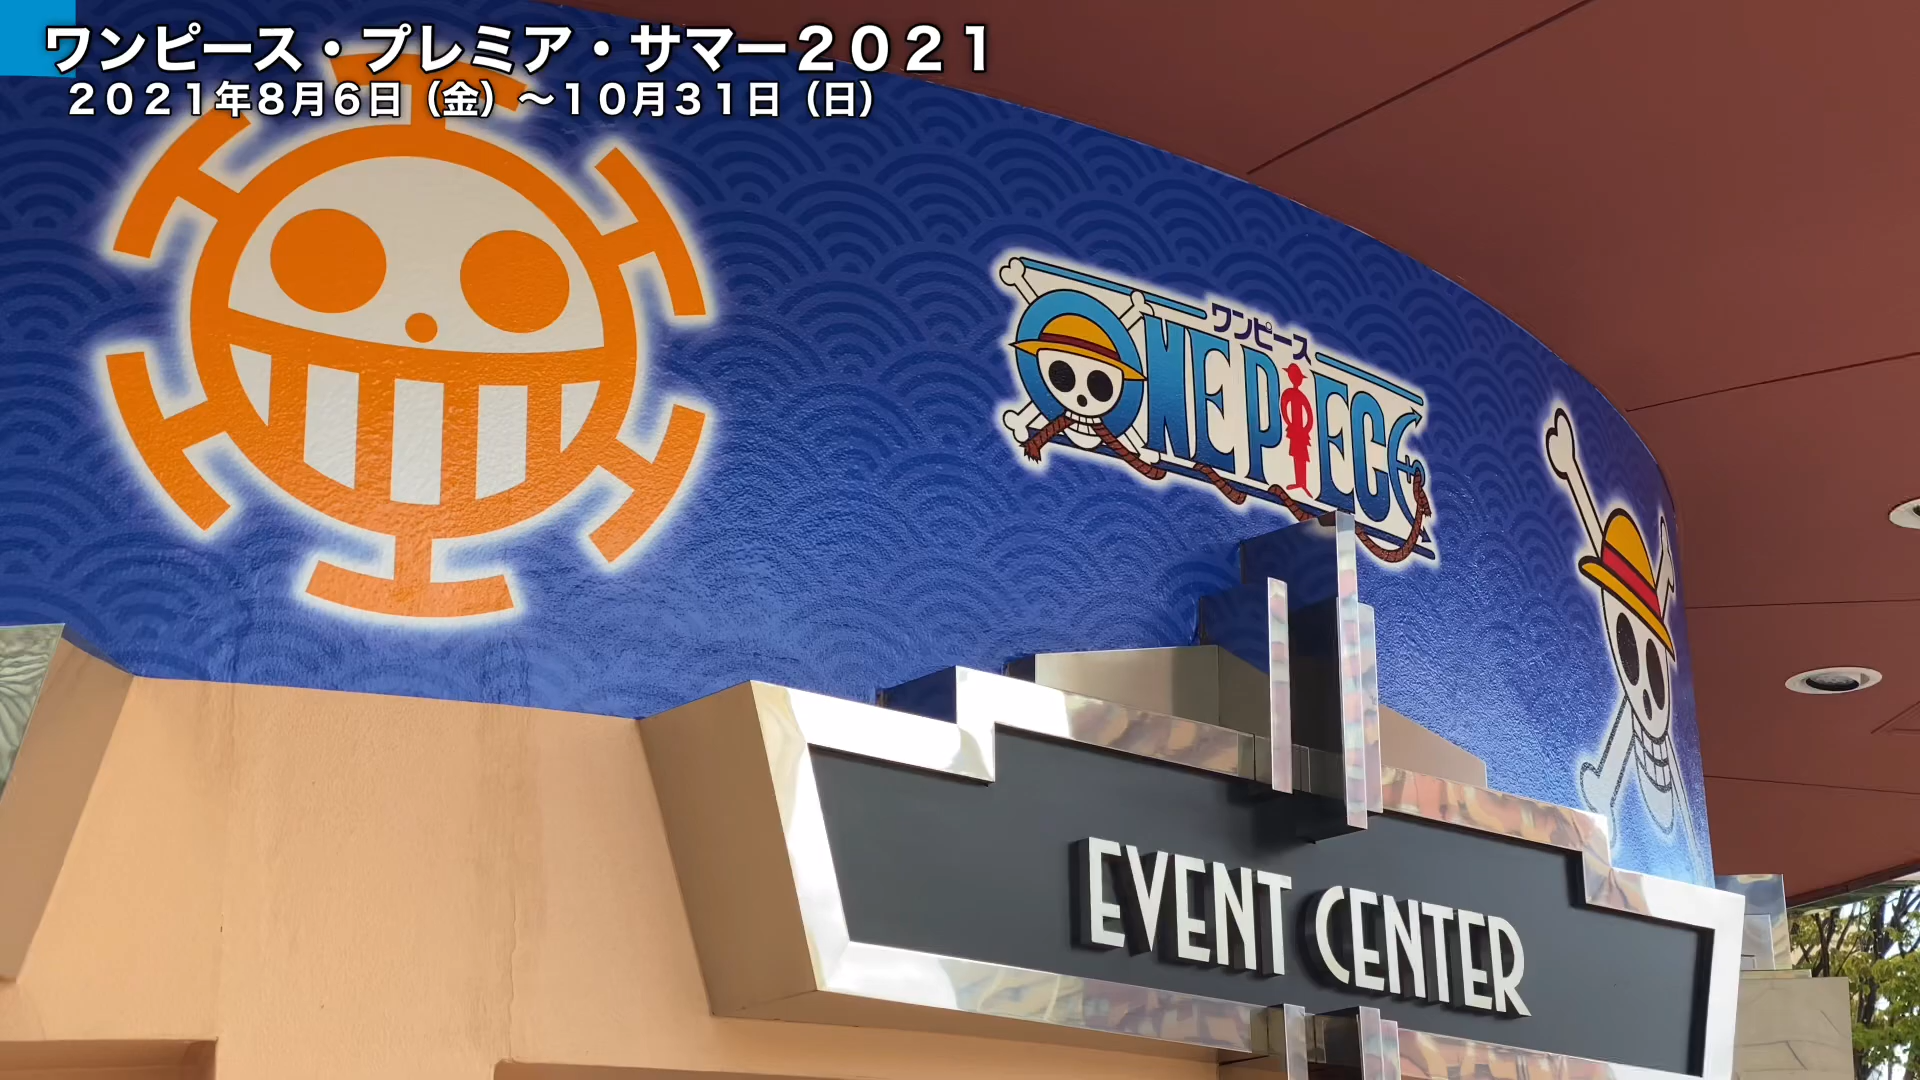 ワンピース・プレミア・サマー２０２１
２０２１年８月６日（金）～１０月３１日（日）
ワンピース
ONE PIECE
EVENT CENTER